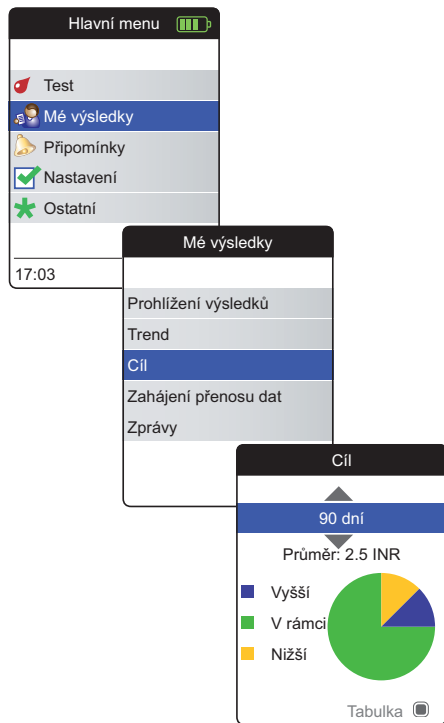 Hlavní menu
Test
Mé výsledky
Připomínky
Nastavení
Ostatní
17:03
Mé výsledky
Prohlížení výsledků
Trend
Cíl
Zahájení přenosu dat
Zprávy
Cíl
90 dní
Průměr: 2.5 INR
Vyšší
V rámci
Nižší
Tabulka